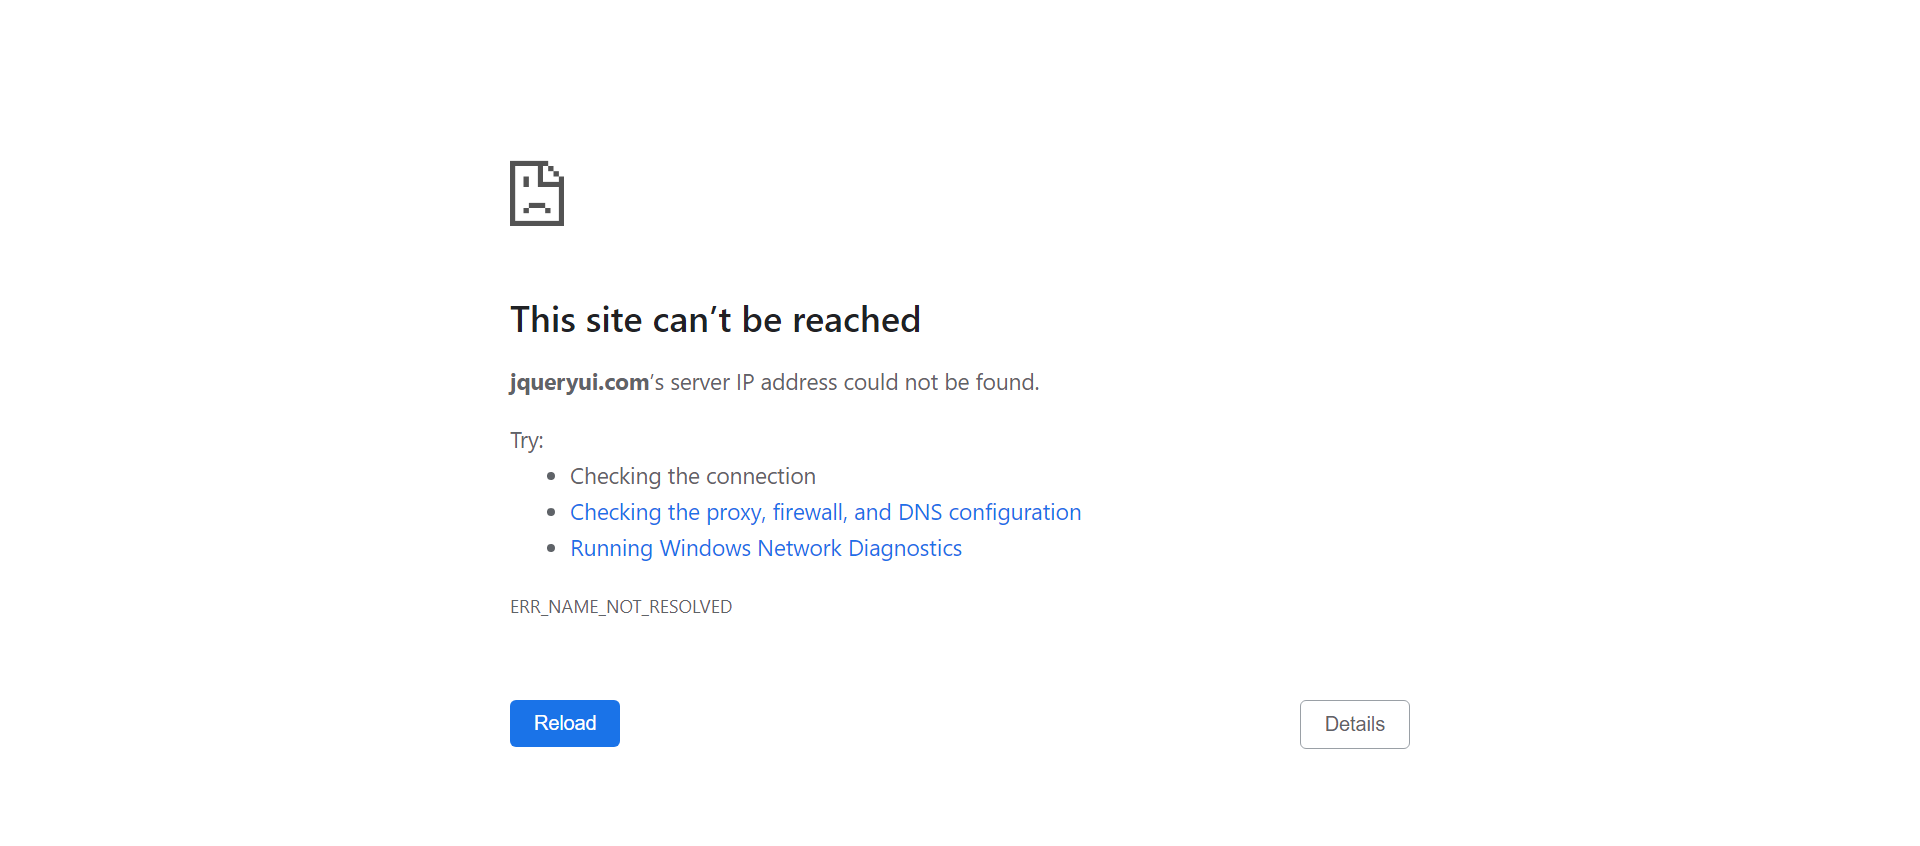 This site can’t be reached
jqueryui.com’s server IP address could not be found.
Try:
• Checking the connection
• Checking the proxy, firewall, and DNS configuration
• Running Windows Network Diagnostics
ERR_NAME_NOT_RESOLVED
Reload
Details